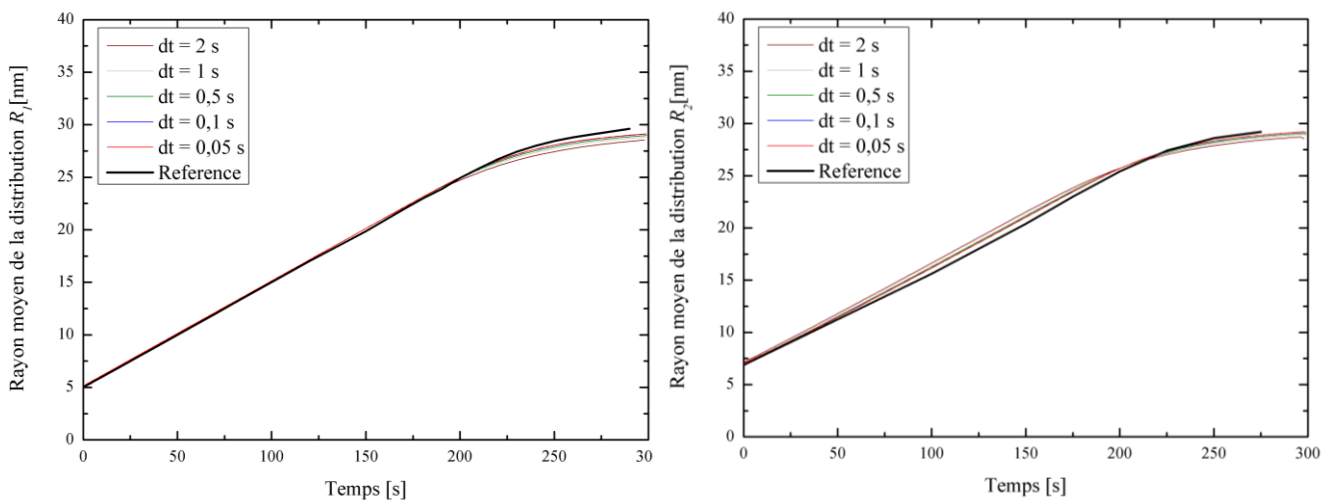 40
35
30
25
20
15
10
5
0
Rayon moyen de la distribution R₁[nm]
dt = 2 s
dt = 1 s
dt = 0,5 s
dt = 0,1 s
dt = 0,05 s
Reference
0
50
100
150
200
250
30
Temps [s]
40
35
30
25
20
15
10
5
0
Rayon moyen de la distribution R₂[nm]
dt = 2 s
dt = 1 s
dt = 0,5 s
dt = 0,1 s
dt = 0,05 s
Reference
0
50
100
150
200
250
300
Temps [s]